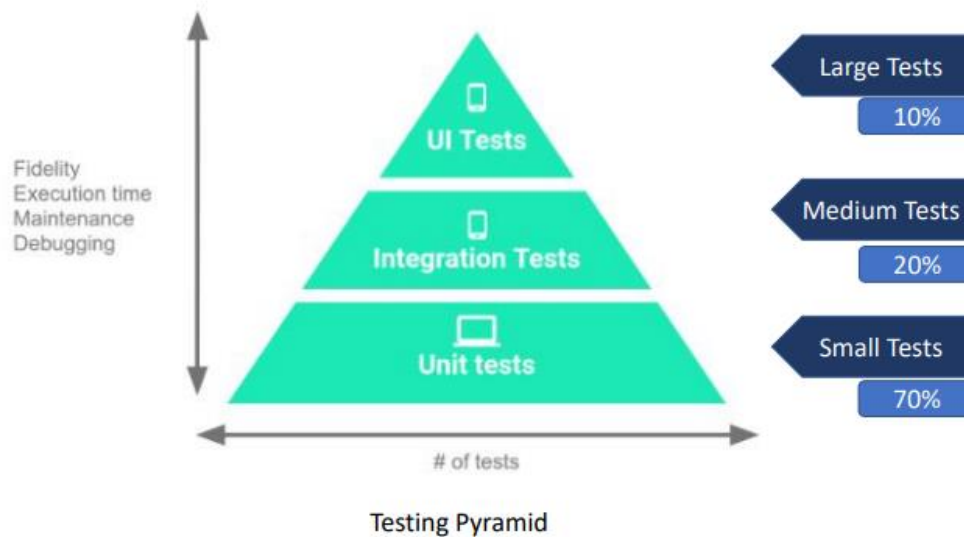 Large Tests
10%
UI Tests
Fidelity
Execution time
Maintenance
Debugging
Medium Tests
20%
Integration Tests
Small Tests
70%
Unit tests
# of tests
Testing Pyramid